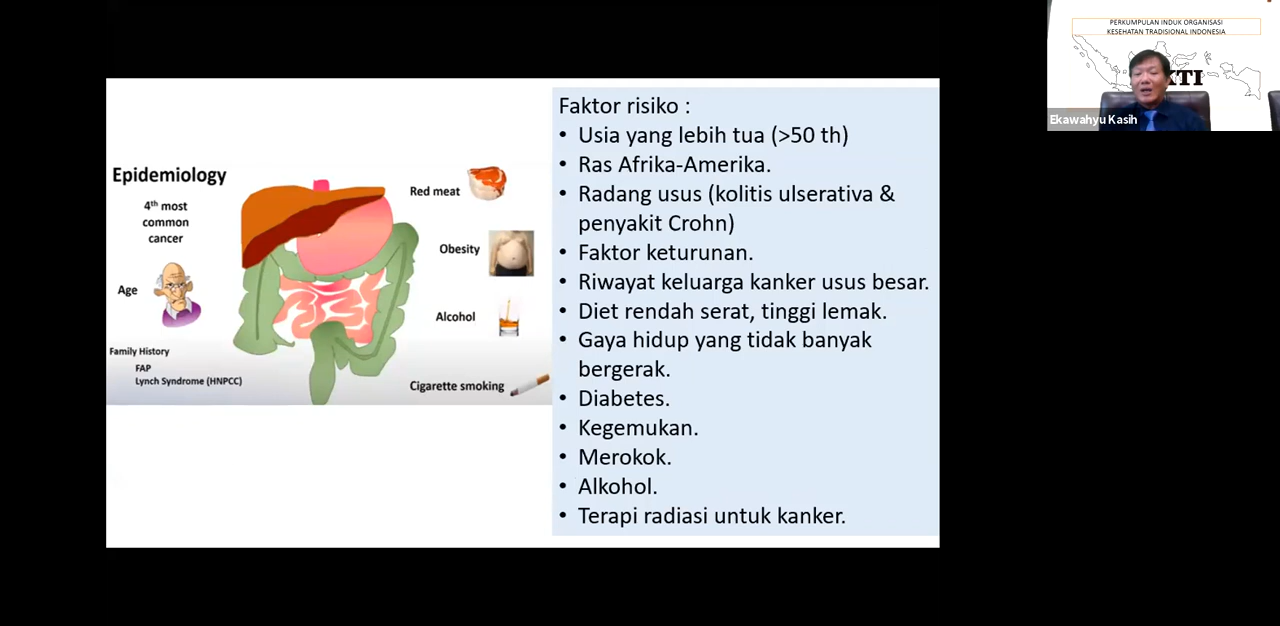 Epidemiology
4th most
common
cancer
Age
Family History
FAP
Lynch Syndrome (HNPCC)
Red meat
Obesity
Alcohol
Cigarette smoking
Faktor risiko :
• Usia yang lebih tua (>50 th)
• Ras Afrika-Amerika.
• Radang usus (kolitis ulserativa &
penyakit Crohn)
• Faktor keturunan.
• Riwayat keluarga kanker usus besar.
• Diet rendah serat, tinggi lemak.
• Gaya hidup yang tidak banyak
bergerak.
• Diabetes.
• Kegemukan.
• Merokok.
• Alkohol.
• Terapi radiasi untuk kanker.
PERKUMPULAN INDUK ORGANISASI
KESEHATAN TRADISIONAL INDONESIA
Ekawahyu Kasih